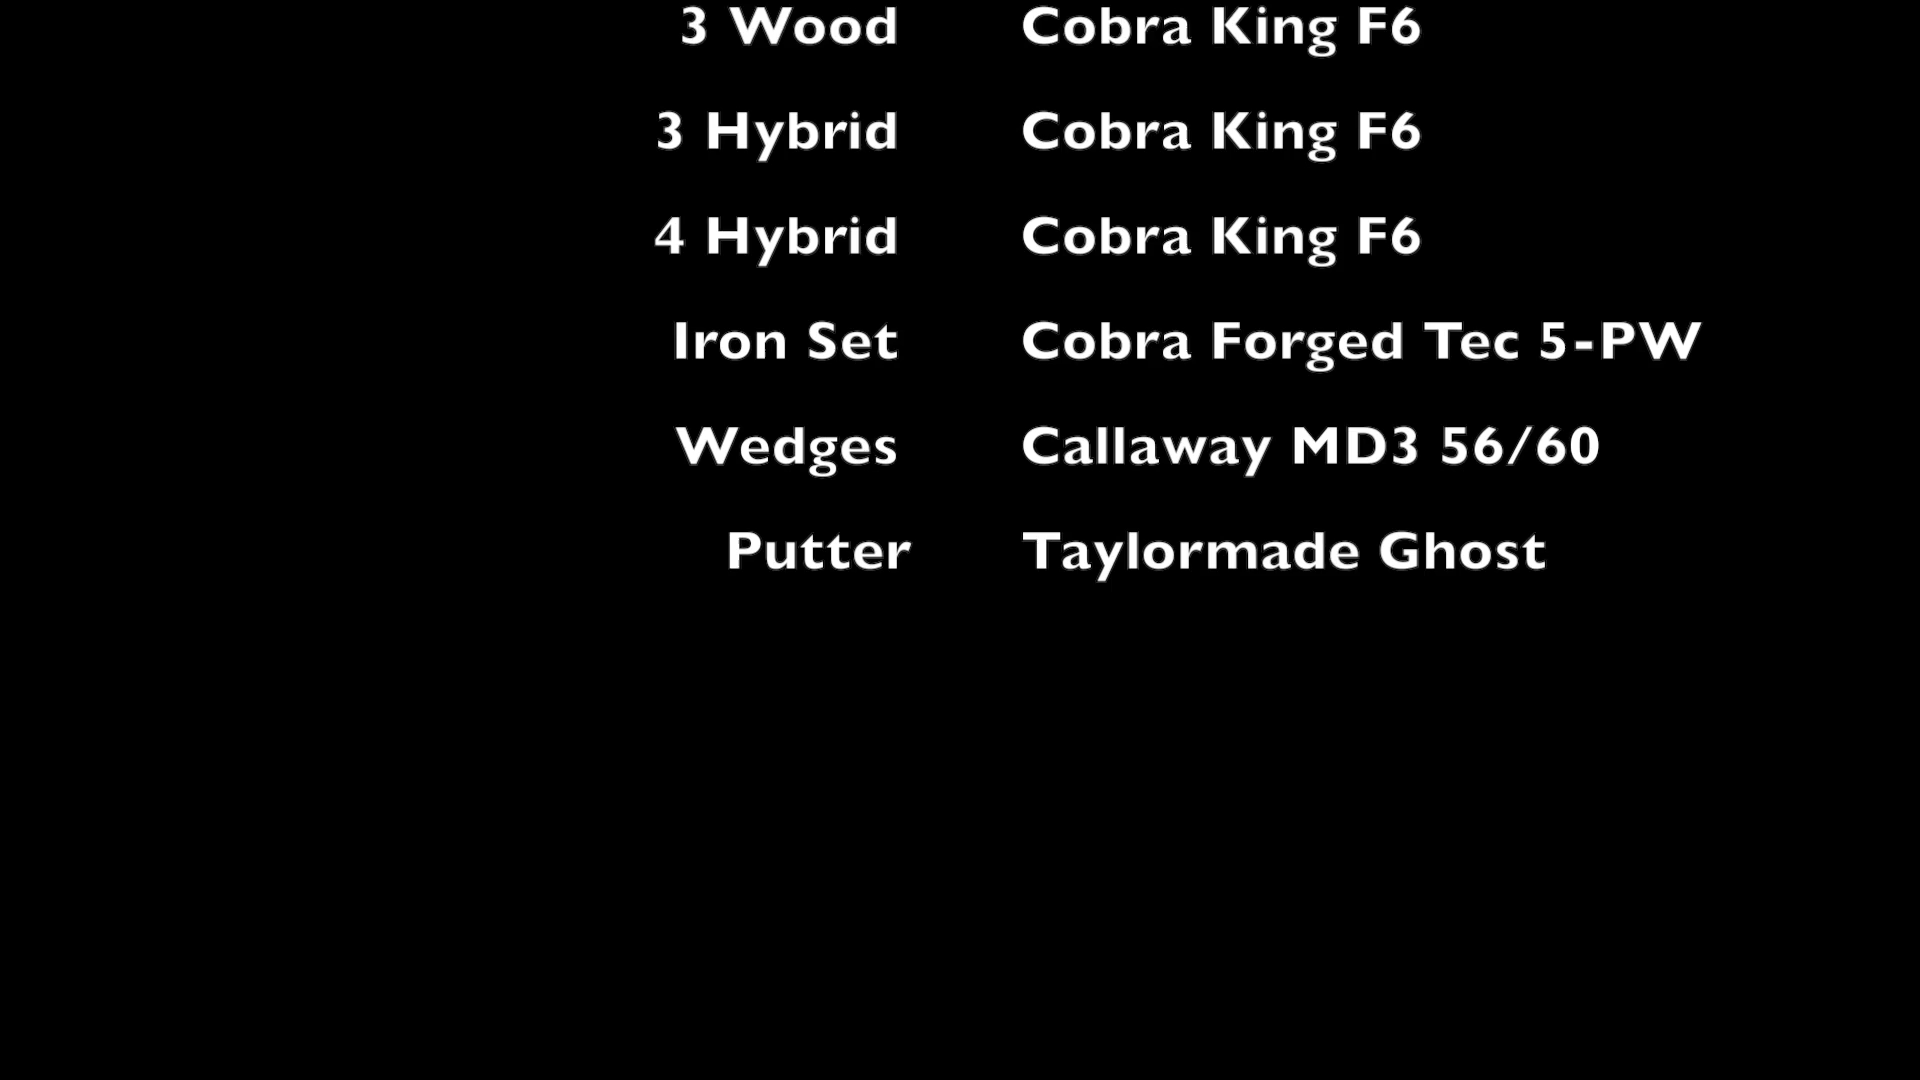 3 Wood Cobra King F6
3 Hybrid Cobra King F6
4 Hybrid Cobra King F6
Iron Set Cobra Forged Tec 5-PW
Wedges Callaway MD3 56/60
Putter Taylormade Ghost